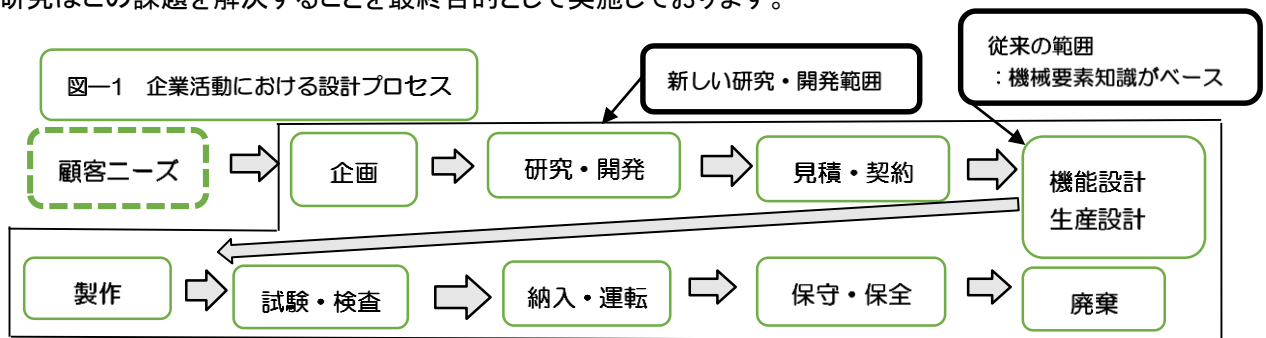 研究はこの課題を解決することを最終目的として実施しております。
従来の範囲
：機械要素知識がベース
新しい研究・開発範囲
図―1 企業活動における設計プロセス
顧客ニーズ
企画
研究・開発
見積・契約
機能設計
生産設計
製作
試験・検査
納入・運転
保守・保全
廃棄